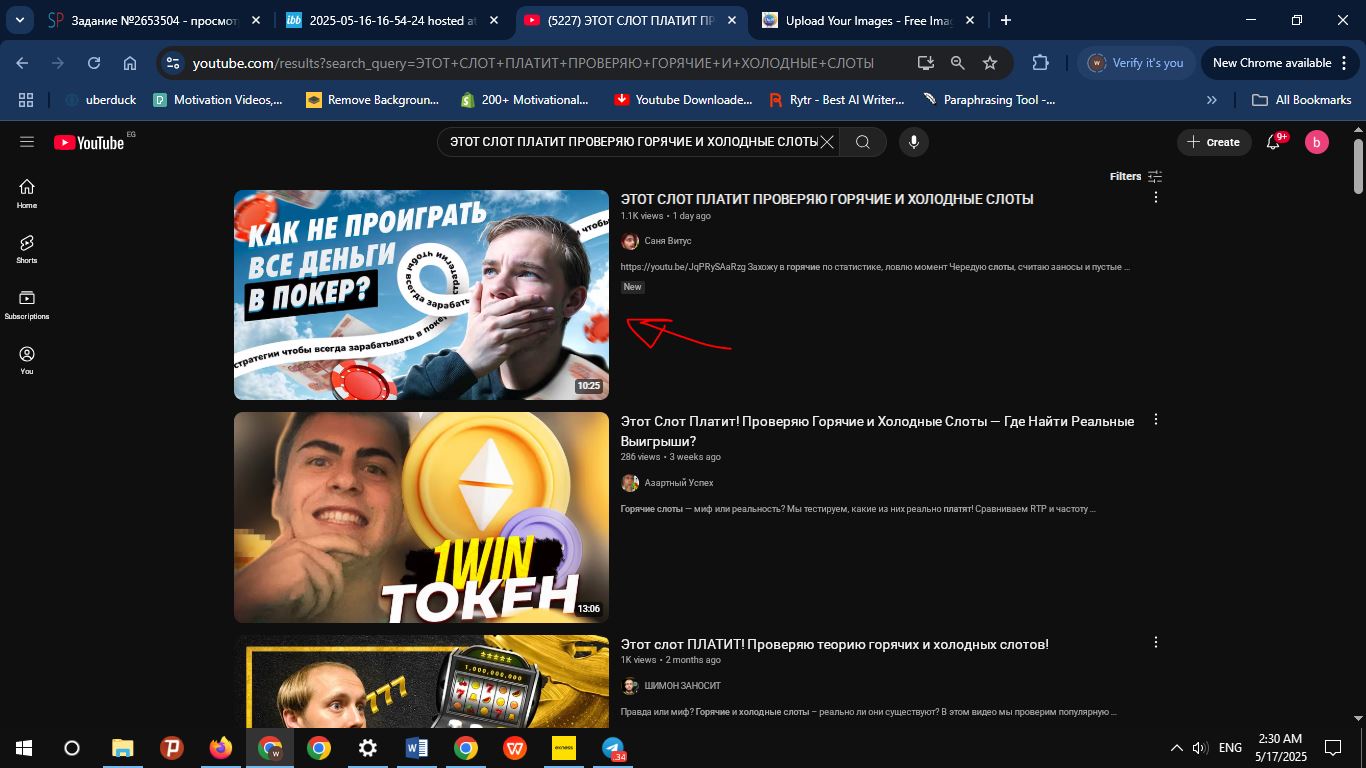 Задание №2653504 - просмот
ibb
2025-05-16-16-54-24 hosted at
(5227) ЭТОТ СЛОТ ПЛАТИТ ПР
Upload Your Images - Free Imag
youtube.com/results?search_query=ЭТОТ+СЛОТ+ПЛАТИТ+ПРОВЕРЯЮ+ГОРЯЧИЕ+И+ХОЛОДНЫЕ+СЛОТЫ
Verify it's you
New Chrome available
uberduck
Motivation Videos,...
Remove Backgroun...
200+ Motivational...
Youtube Downloade...
Rytr - Best AI Writer...
Paraphrasing Tool -...
All Bookmarks
YouTube EG
ЭТОТ СЛОТ ПЛАТИТ ПРОВЕРЯЮ ГОРЯЧИЕ И ХОЛОДНЫЕ СЛОТЫ
Create
9+
b
Filters
Home
Shorts
Subscriptions
You
КАК НЕ ПРОИГРАТЬ
ВСЕ ДЕНЬГИ
В ПОКЕР?
стратегии чтобы всегда зарабатывать в покер
10:25
ЭТОТ СЛОТ ПЛАТИТ ПРОВЕРЯЮ ГОРЯЧИЕ И ХОЛОДНЫЕ СЛОТЫ
1.1K views • 1 day ago
Саня Витус
https://youtu.be/JqPRySAaRzg Захожу в горячие по статистике, ловлю момент Чередую слоты, считаю заносы и пустые ...
New
1WIN
ТОКЕН
13:06
Этот Слот Платит! Проверяю Горячие и Холодные Слоты — Где Найти Реальные
Выигрыши?
286 views • 3 weeks ago
Азартный Успех
Горячие слоты — миф или реальность? Мы тестируем, какие из них реально платят! Сравниваем RTP и частоту ...
777
1.000.000.000
Этот слот ПЛАТИТ! Проверяю теорию горячих и холодных слотов!
1K views • 2 months ago
ШИМОН ЗАНОСИТ
Правда или миф? Горячие и холодные слоты – реально ли они существуют? В этом видео мы проверим популярную ...
exness
34
ENG
2:30 AM
5/17/2025